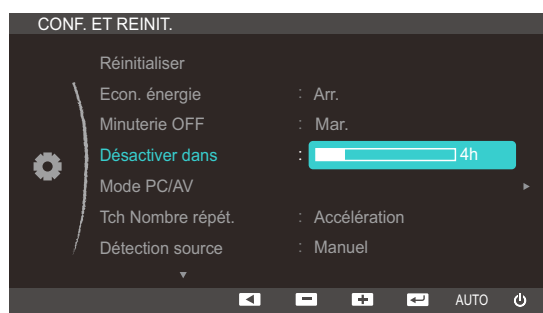 CONF. ET REINIT.
Réinitialiser
Econ. énergie : Arr.
Minuterie OFF : Mar.
Désactiver dans : 4h
Mode PC/AV
Tch Nombre répét. : Accélération
Détection source : Manuel
AUTO